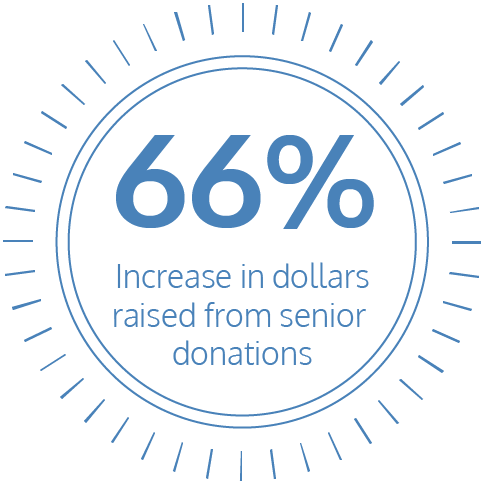 66%
Increase in dollars
raised from senior
donations